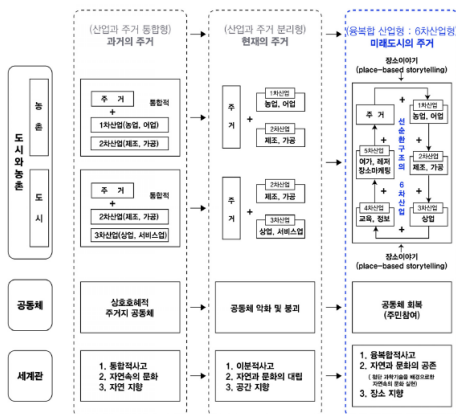 (산업과 주거 통합형)
과거의 주거
(산업과 주거 분리형)
현재의 주거
(융복합 산업형 : 6차산업형)
미래도시의 주거
도시와농촌
농촌
도시
주 거
통합적
+
1차산업(농업, 어업)
2차산업(제조, 가공)
주 거
통합적
+
2차산업(제조, 가공)
3차산업(상업, 서비스업)
주거
+
1차산업
농업, 어업
2차산업
제조, 가공
주거
+
2차산업
제조, 가공
3차산업
상업, 서비스업
장소이야기
(place-based storytelling)
주 거
+
1차산업
농업, 어업
+
+
선순환구조의 6차산업
5차산업
여가, 레저
장소마케팅
2차산업
제조, 가공
+
+
4차산업
교육, 정보
+
3차산업
상업
장소이야기
(place-based storytelling)
공동체
상호호혜적
주거지 공동체
공동체 약화 및 붕괴
공동체 회복
(주민참여)
세계관
1. 통합적사고
2. 자연속의 문화
3. 자연 지향
1. 이분적사고
2. 자연과 문화의 대립
3. 공간 지향
1. 융복합적사고
2. 자연과 문화의 공존
( 첨단 과학기술을 배경으로한
자연속의 문화 실현)
3. 장소 지향